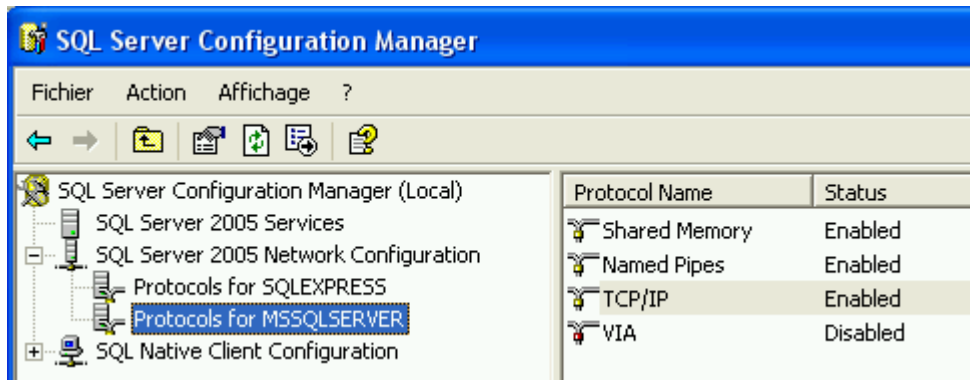 SQL Server Configuration Manager
Fichier Action Affichage ?
SQL Server Configuration Manager (Local)
SQL Server 2005 Services
SQL Server 2005 Network Configuration
Protocols for SQLEXPRESS
Protocols for MSSQLSERVER
SQL Native Client Configuration
Protocol Name Status
Shared Memory Enabled
Named Pipes Enabled
TCP/IP Enabled
VIA Disabled